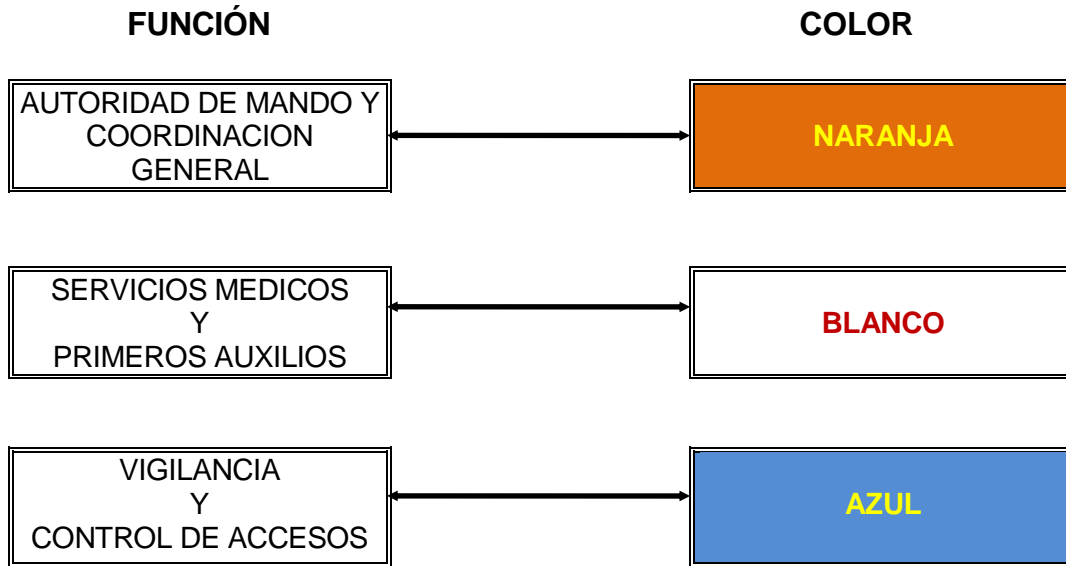 FUNCIÓN
COLOR
AUTORIDAD DE MANDO Y
COORDINACION
GENERAL
NARANJA
SERVICIOS MEDICOS
Y
PRIMEROS AUXILIOS
BLANCO
VIGILANCIA
Y
CONTROL DE ACCESOS
AZUL